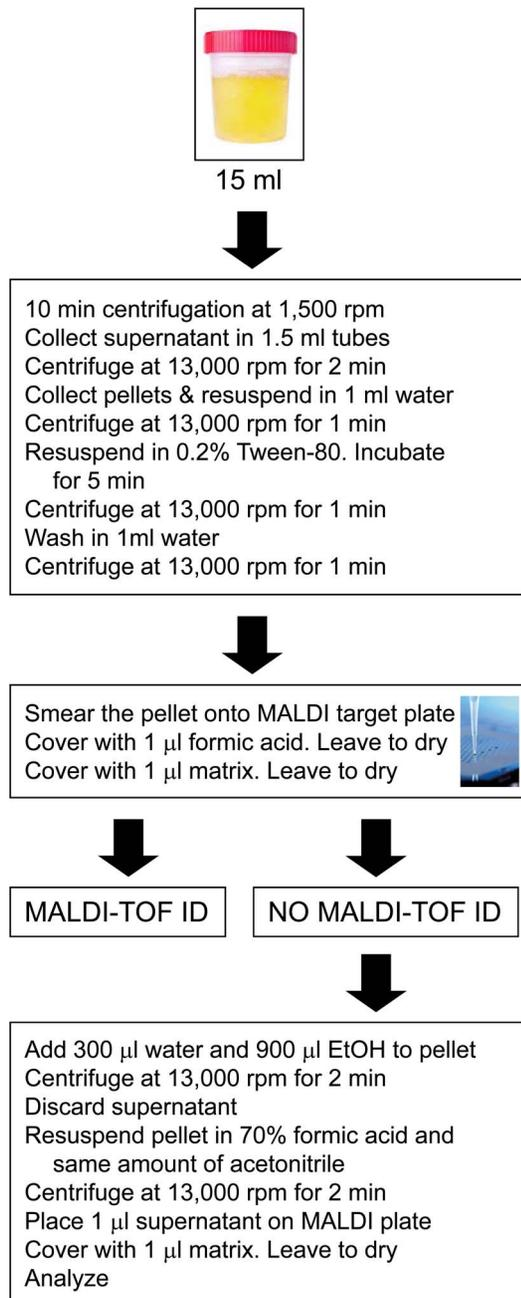 15 ml
10 min centrifugation at 1,500 rpm
Collect supernatant in 1.5 ml tubes
Centrifuge at 13,000 rpm for 2 min
Collect pellets & resuspend in 1 ml water
Centrifuge at 13,000 rpm for 1 min
Resuspend in 0.2% Tween-80. Incubate
for 5 min
Centrifuge at 13,000 rpm for 1 min
Wash in 1ml water
Centrifuge at 13,000 rpm for 1 min
Smear the pellet onto MALDI target plate
Cover with 1 μl formic acid. Leave to dry
Cover with 1 μl matrix. Leave to dry
MALDI-TOF ID
NO MALDI-TOF ID
Add 300 μl water and 900 μl EtOH to pellet
Centrifuge at 13,000 rpm for 2 min
Discard supernatant
Resuspend pellet in 70% formic acid and
same amount of acetonitrile
Centrifuge at 13,000 rpm for 2 min
Place 1 μl supernatant on MALDI plate
Cover with 1 μl matrix. Leave to dry
Analyze